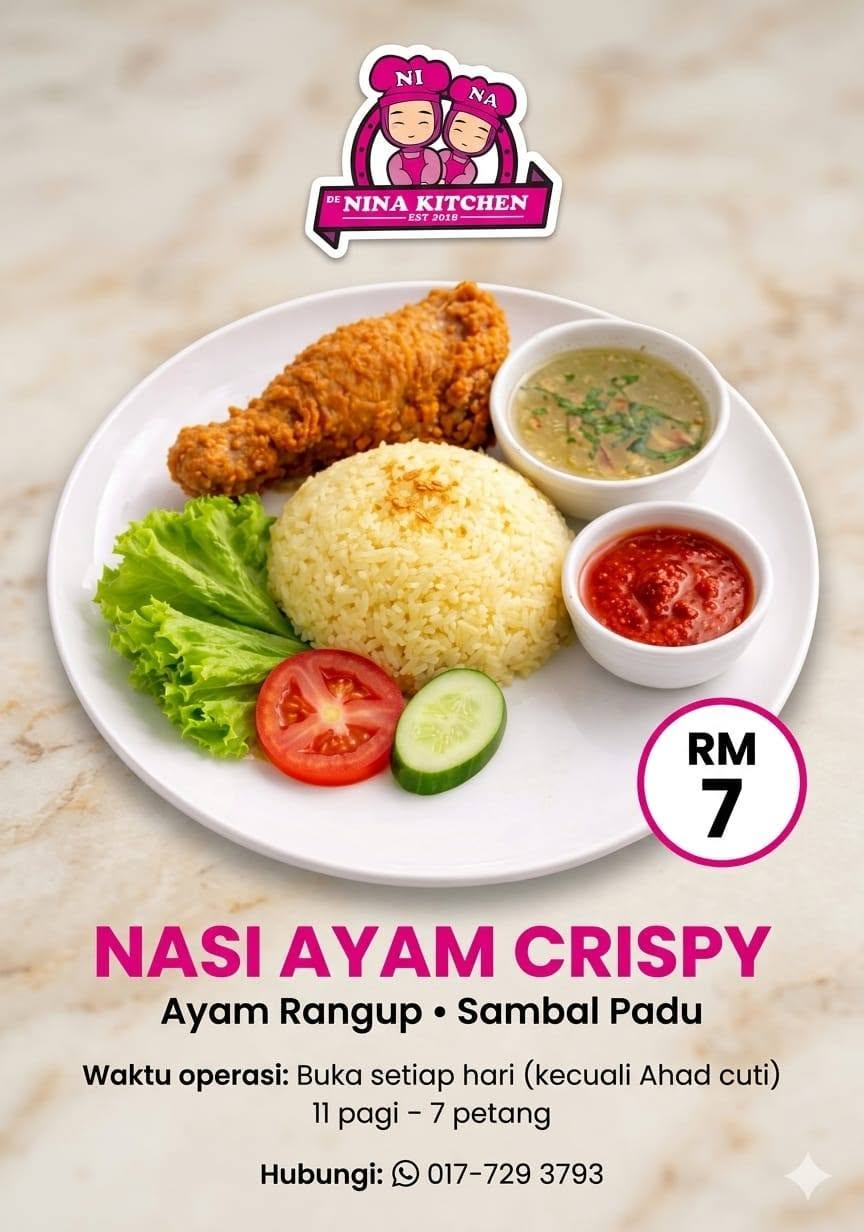 NI
NA
DE NINA KITCHEN
EST 2018
RM
7
NASI AYAM CRISPY
Ayam Rangup • Sambal Padu
Waktu operasi: Buka setiap hari (kecuali Ahad cuti)
11 pagi - 7 petang
Hubungi: 017-729 3793